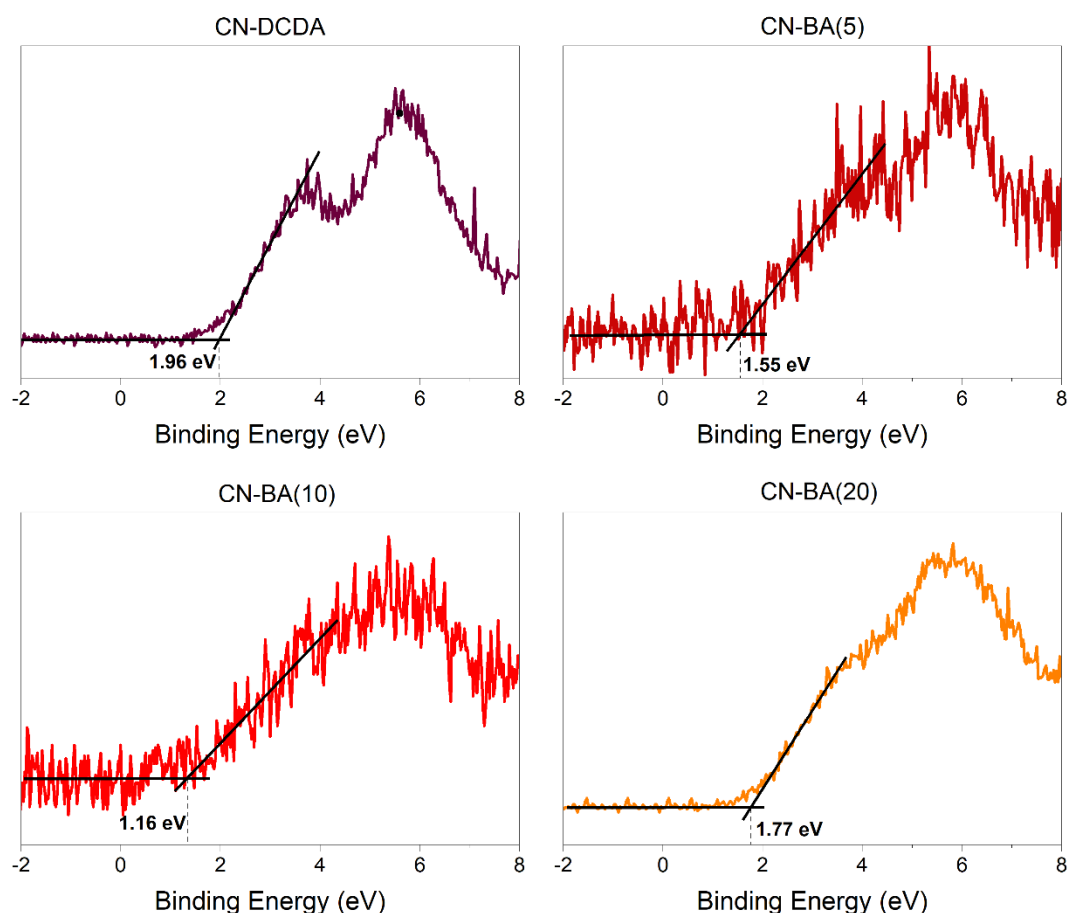 CN-DCDA
1.96 eV
-2 0 2 4 6 8
Binding Energy (eV)
CN-BA(5)
1.55 eV
-2 0 2 4 6 8
Binding Energy (eV)
CN-BA(10)
1.16 eV
-2 0 2 4 6 8
Binding Energy (eV)
CN-BA(20)
1.77 eV
-2 0 2 4 6 8
Binding Energy (eV)